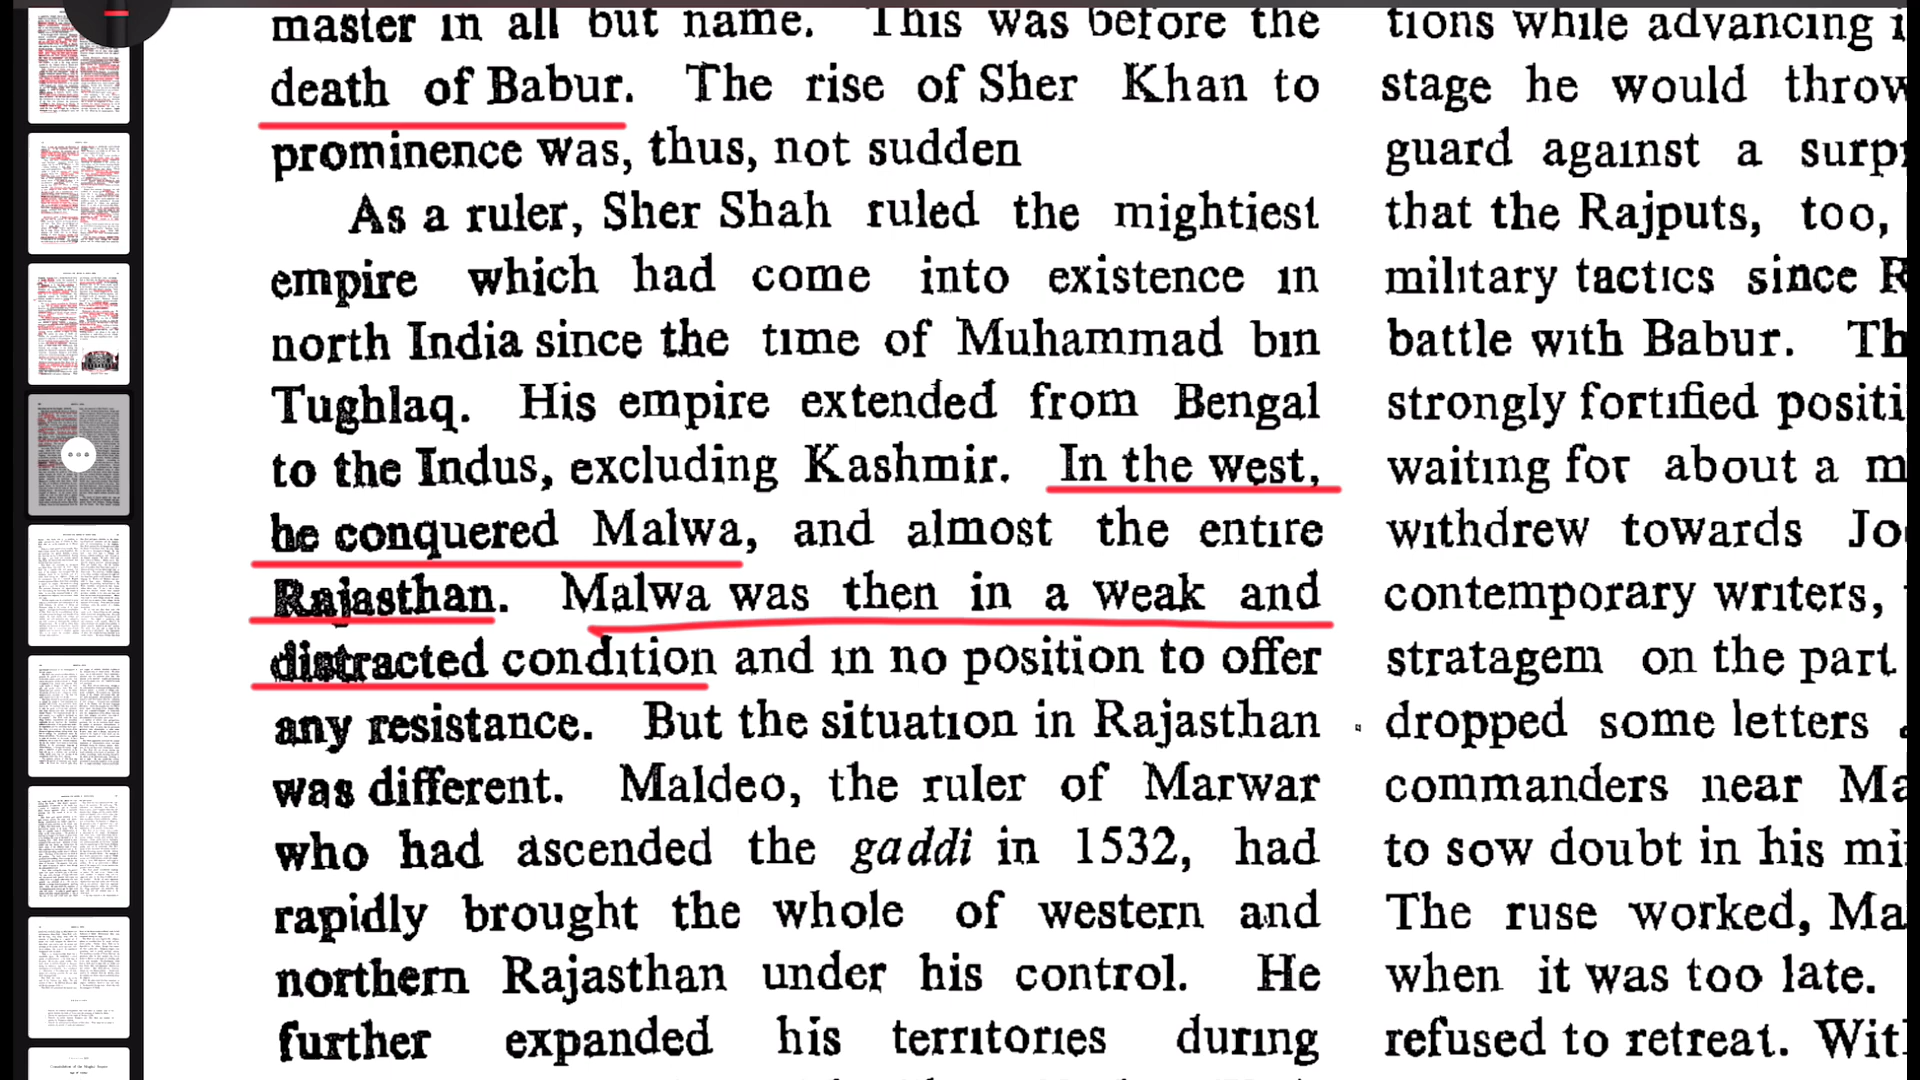 master in all but name. This was before the
death of Babur. The rise of Sher Khan to
prominence was, thus, not sudden
As a ruler, Sher Shah ruled the mightiest
empire which had come into existence in
north India since the time of Muhammad bin
Tughlaq. His empire extended from Bengal
to the Indus, excluding Kashmir. In the west,
he conquered Malwa, and almost the entire
Rajasthan. Malwa was then in a weak and
distracted condition and in no position to offer
any resistance. But the situation in Rajasthan
was different. Maldeo, the ruler of Marwar
who had ascended the gaddi in 1532, had
rapidly brought the whole of western and
northern Rajasthan under his control. He
further expanded his territories during
tions while advancing
stage he would throw
guard against a
that the Rajputs, too,
military tactics since
battle with Babur.
strongly fortified
waiting for about a
withdrew towards
contemporary writers,
stratagem on the part
dropped some letters
commanders near
to sow doubt in his
The ruse worked,
when it was too late.
refused to retreat.